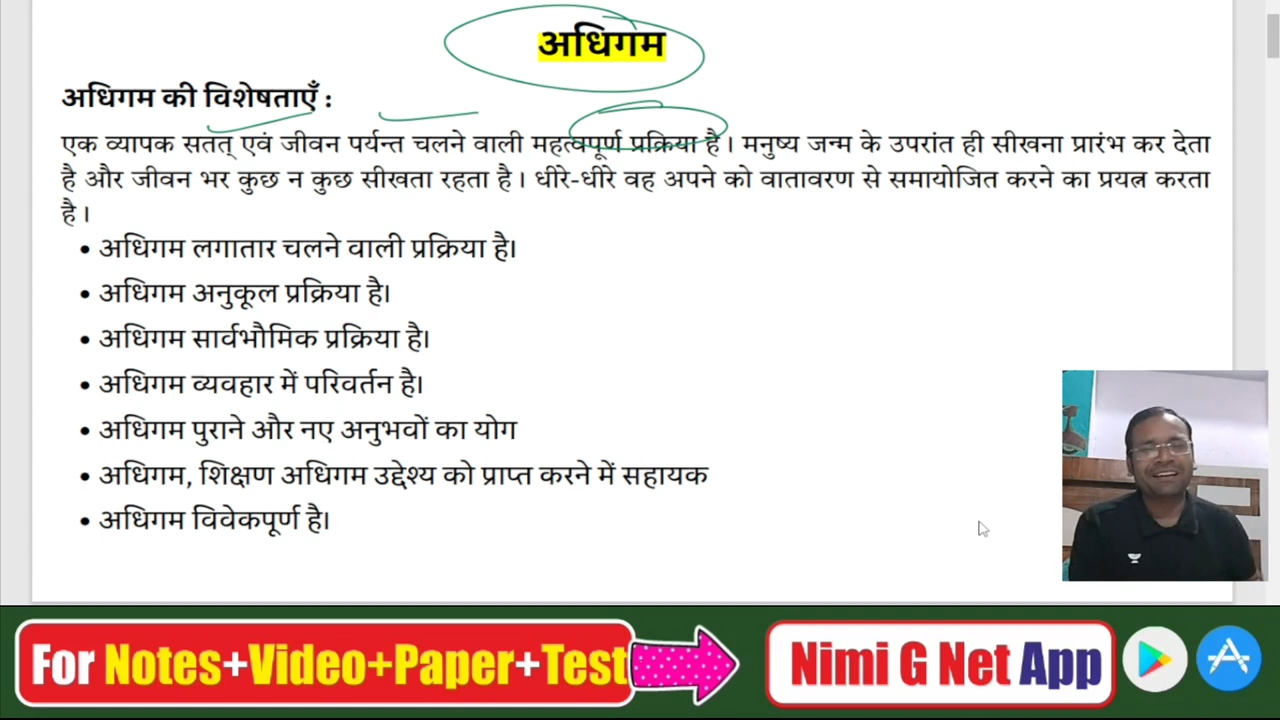 अधिगम
अधिगम की विशेषताएँ :
एक व्यापक सतत् एवं जीवन पर्यन्त चलने वाली महत्वपूर्ण प्रक्रिया है। मनुष्य जन्म के उपरांत ही सीखना प्रारंभ कर देता
है और जीवन भर कुछ न कुछ सीखता रहता है। धीरे-धीरे वह अपने को वातावरण से समायोजित करने का प्रयत्न करता
है।
• अधिगम लगातार चलने वाली प्रक्रिया है।
• अधिगम अनुकूल प्रक्रिया है।
• अधिगम सार्वभौमिक प्रक्रिया है।
• अधिगम व्यवहार में परिवर्तन है।
• अधिगम पुराने और नए अनुभवों का योग
• अधिगम, शिक्षण अधिगम उद्देश्य को प्राप्त करने में सहायक
• अधिगम विवेकपूर्ण है।
For Notes+Video+Paper+Test
Nimi G Net App